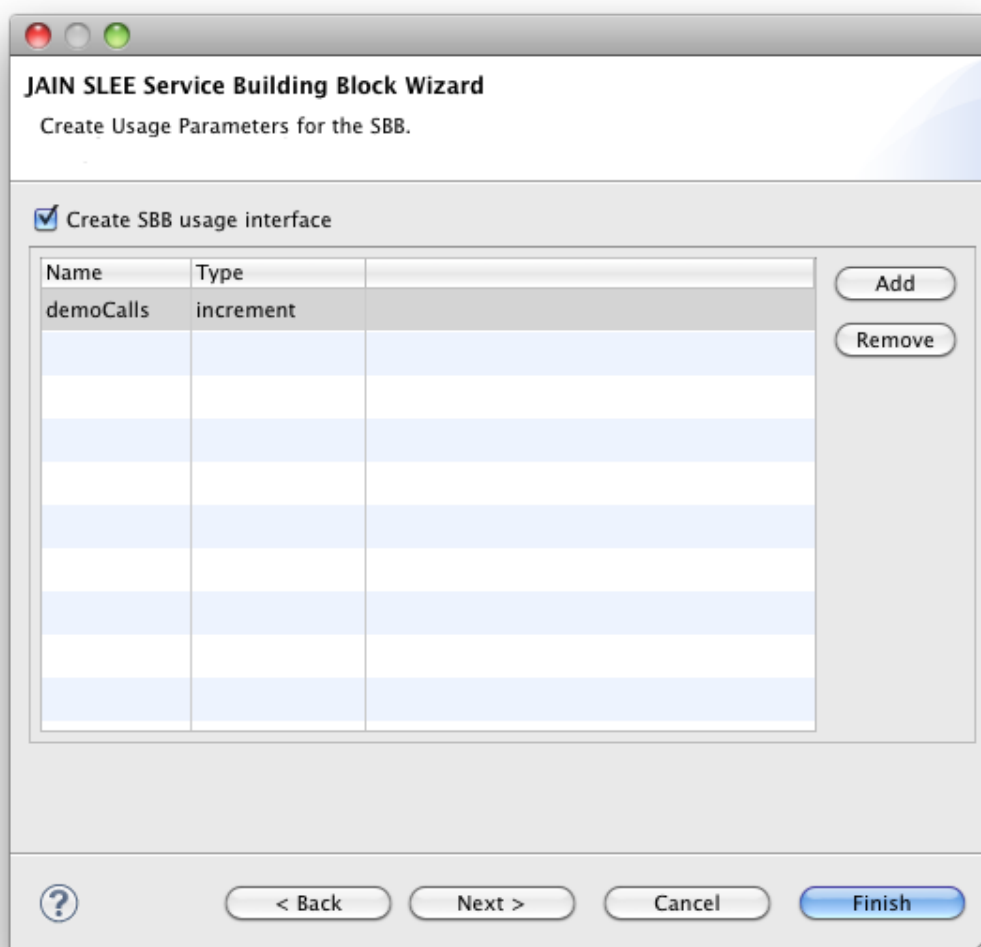 JAIN SLEE Service Building Block Wizard
Create Usage Parameters for the SBB.
Create SBB usage interface
Name Type
Add
demoCalls increment
Remove
?
< Back Next > Cancel Finish